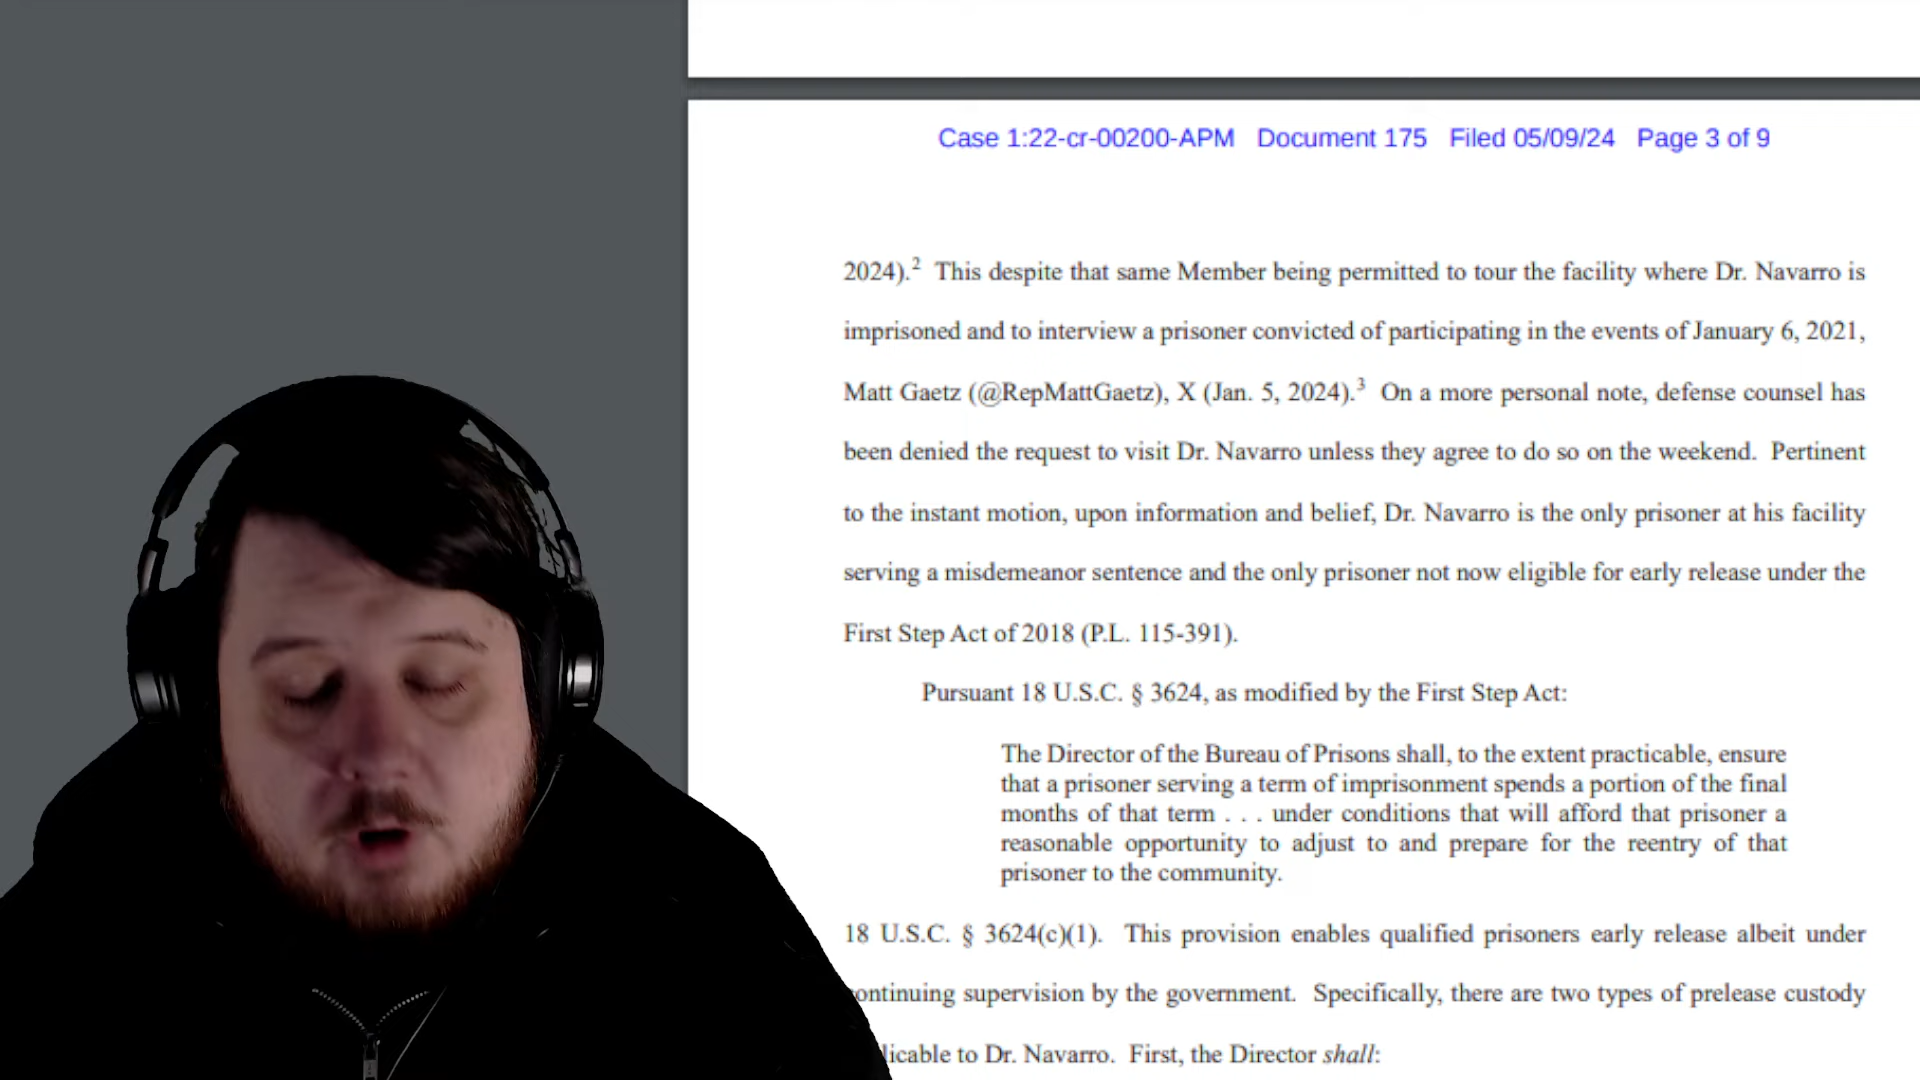 Case 1:22-cr-00200-APM Document 175 Filed 05/09/24 Page 3 of 9
2024).2 This despite that same Member being permitted to tour the facility where Dr. Navarro is
imprisoned and to interview a prisoner convicted of participating in the events of January 6, 2021,
Matt Gaetz (@RepMattGaetz), X (Jan. 5, 2024).3 On a more personal note, defense counsel has
been denied the request to visit Dr. Navarro unless they agree to do so on the weekend. Pertinent
to the instant motion, upon information and belief, Dr. Navarro is the only prisoner at his facility
serving a misdemeanor sentence and the only prisoner not now eligible for early release under the
First Step Act of 2018 (P.L. 115-391).
Pursuant 18 U.S.C. § 3624, as modified by the First Step Act:
The Director of the Bureau of Prisons shall, to the extent practicable, ensure
that a prisoner serving a term of imprisonment spends a portion of the final
months of that term . . . under conditions that will afford that prisoner a
reasonable opportunity to adjust to and prepare for the reentry of that
prisoner to the community.
18 U.S.C. § 3624(c)(1). This provision enables qualified prisoners early release albeit under
continuing supervision by the government. Specifically, there are two types of prelease custody
licable to Dr. Navarro. First, the Director shall: